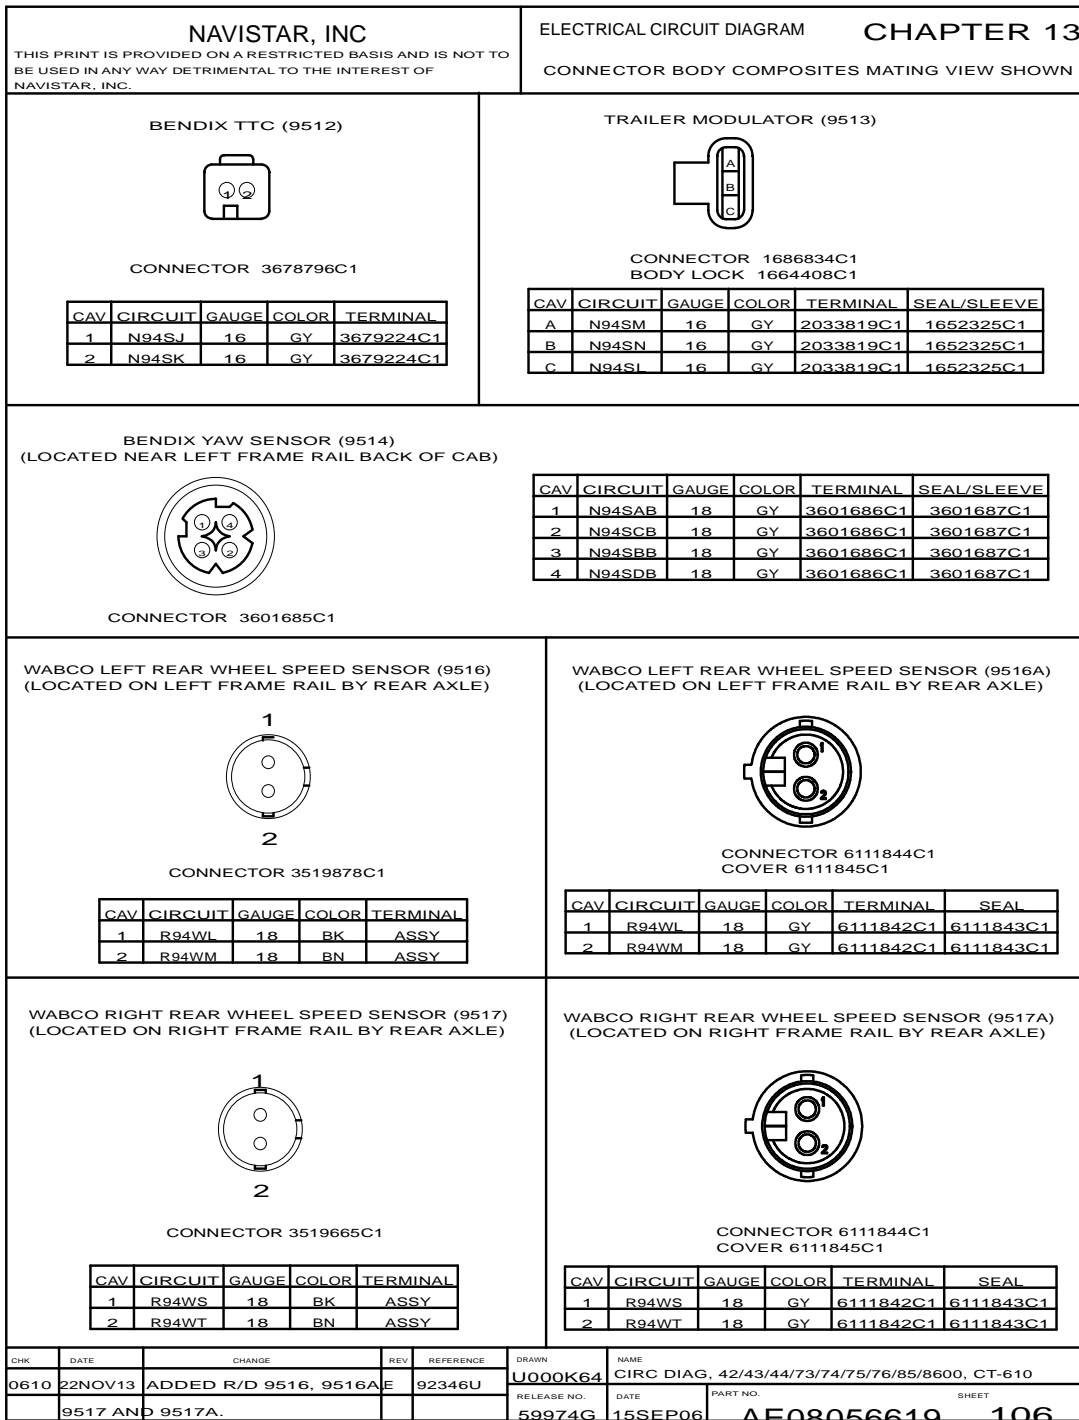 NAVISTAR, INC
THIS PRINT IS PROVIDED ON A RESTRICTED BASIS AND IS NOT TO
BE USED IN ANY WAY DETRIMENTAL TO THE INTEREST OF
NAVISTAR, INC.
ELECTRICAL CIRCUIT DIAGRAM CHAPTER 13
CONNECTOR BODY COMPOSITES MATING VIEW SHOWN
BENDIX TTC (9512)
1 2
CONNECTOR 3678796C1
CAV CIRCUIT GAUGE COLOR TERMINAL
1 N94SJ 16 GY 3679224C1
2 N94SK 16 GY 3679224C1
TRAILER MODULATOR (9513)
A
B
C
CONNECTOR 1686834C1
BODY LOCK 1664408C1
CAV CIRCUIT GAUGE COLOR TERMINAL SEAL/SLEEVE
A N94SM 16 GY 2033819C1 1652325C1
B N94SN 16 GY 2033819C1 1652325C1
C N94SL 16 GY 2033819C1 1652325C1
BENDIX YAW SENSOR (9514)
(LOCATED NEAR LEFT FRAME RAIL BACK OF CAB)
1 4
3 2
CONNECTOR 3601685C1
CAV CIRCUIT GAUGE COLOR TERMINAL SEAL/SLEEVE
1 N94SAB 18 GY 3601686C1 3601687C1
2 N94SCB 18 GY 3601686C1 3601687C1
3 N94SBB 18 GY 3601686C1 3601687C1
4 N94SDB 18 GY 3601686C1 3601687C1
WABCO LEFT REAR WHEEL SPEED SENSOR (9516)
(LOCATED ON LEFT FRAME RAIL BY REAR AXLE)
1
2
CONNECTOR 3519878C1
CAV CIRCUIT GAUGE COLOR TERMINAL
1 R94WL 18 BK ASSY
2 R94WM 18 BN ASSY
WABCO LEFT REAR WHEEL SPEED SENSOR (9516A)
(LOCATED ON LEFT FRAME RAIL BY REAR AXLE)
1
2
CONNECTOR 6111844C1
COVER 6111845C1
CAV CIRCUIT GAUGE COLOR TERMINAL SEAL
1 R94WL 18 GY 6111842C1 6111843C1
2 R94WM 18 GY 6111842C1 6111843C1
WABCO RIGHT REAR WHEEL SPEED SENSOR (9517)
(LOCATED ON RIGHT FRAME RAIL BY REAR AXLE)
1
2
CONNECTOR 3519665C1
CAV CIRCUIT GAUGE COLOR TERMINAL
1 R94WS 18 BK ASSY
2 R94WT 18 BN ASSY
WABCO RIGHT REAR WHEEL SPEED SENSOR (9517A)
(LOCATED ON RIGHT FRAME RAIL BY REAR AXLE)
1
2
CONNECTOR 6111844C1
COVER 6111845C1
CAV CIRCUIT GAUGE COLOR TERMINAL SEAL
1 R94WS 18 GY 6111842C1 6111843C1
2 R94WT 18 GY 6111842C1 6111843C1
CHK DATE CHANGE REV REFERENCE
0610 22NOV13 ADDED R/D 9516, 9516A, E 92346U
9517 AND 9517A.
DRAWN
U000K64
NAME
CIRC DIAG, 42/43/44/73/74/75/76/85/8600, CT-610
RELEASE NO. DATE PART NO. SHEET
59974G 15SEP06 AE08056619 106